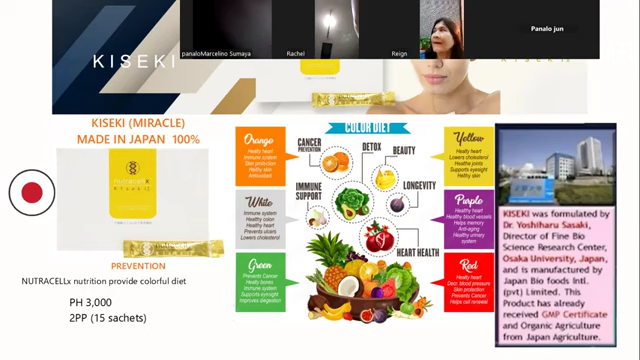 panaloMarcelino Sumaya
Rachel
Reign
Panalo jun
KISEKI
KISEKI (MIRACLE)
MADE IN JAPAN 100%
PREVENTION
NUTRACELLx nutrition provide colorful diet
PH 3,000
2PP (15 sachets)
COLOR DIET
Orange
Healty heart
Immune system
Skin protection
Healty skin
Antioxidant
White
Immune system
Healthy colon
Healthy heart
Prevents ulcers
Lowers cholesterol
Green
Prevents Cancer
Healty bones
Immune system
Supports eyesight
Improves degestion
CANCER
PREVENTION
DETOX
BEAUTY
IMMUNE
SUPPORT
LONGEVITY
HEART HEALTH
Yellow
Healthy heart
Lowers cholesterol
Healthe joints
Supports eyesight
Healty skin
Purple
Healthy heart
Healthy blood vessels
Helps memory
Anti-aging
Healthy urinary
system
Red
Healty heart
Decr. blood pressure
Skin protection
Prevents Cancer
Helps cell renewal
KISEKI was formulated by
Dr. Yoshiharu Sasaki,
Director of Fine Bio
Science Research Center,
Osaka University, Japan,
and is manufactured by
Japan Bio foods Intl.
(pvt) Limited. This
Product has already
received GMP Certificate
and Organic Agriculture
from Japan Agriculture.